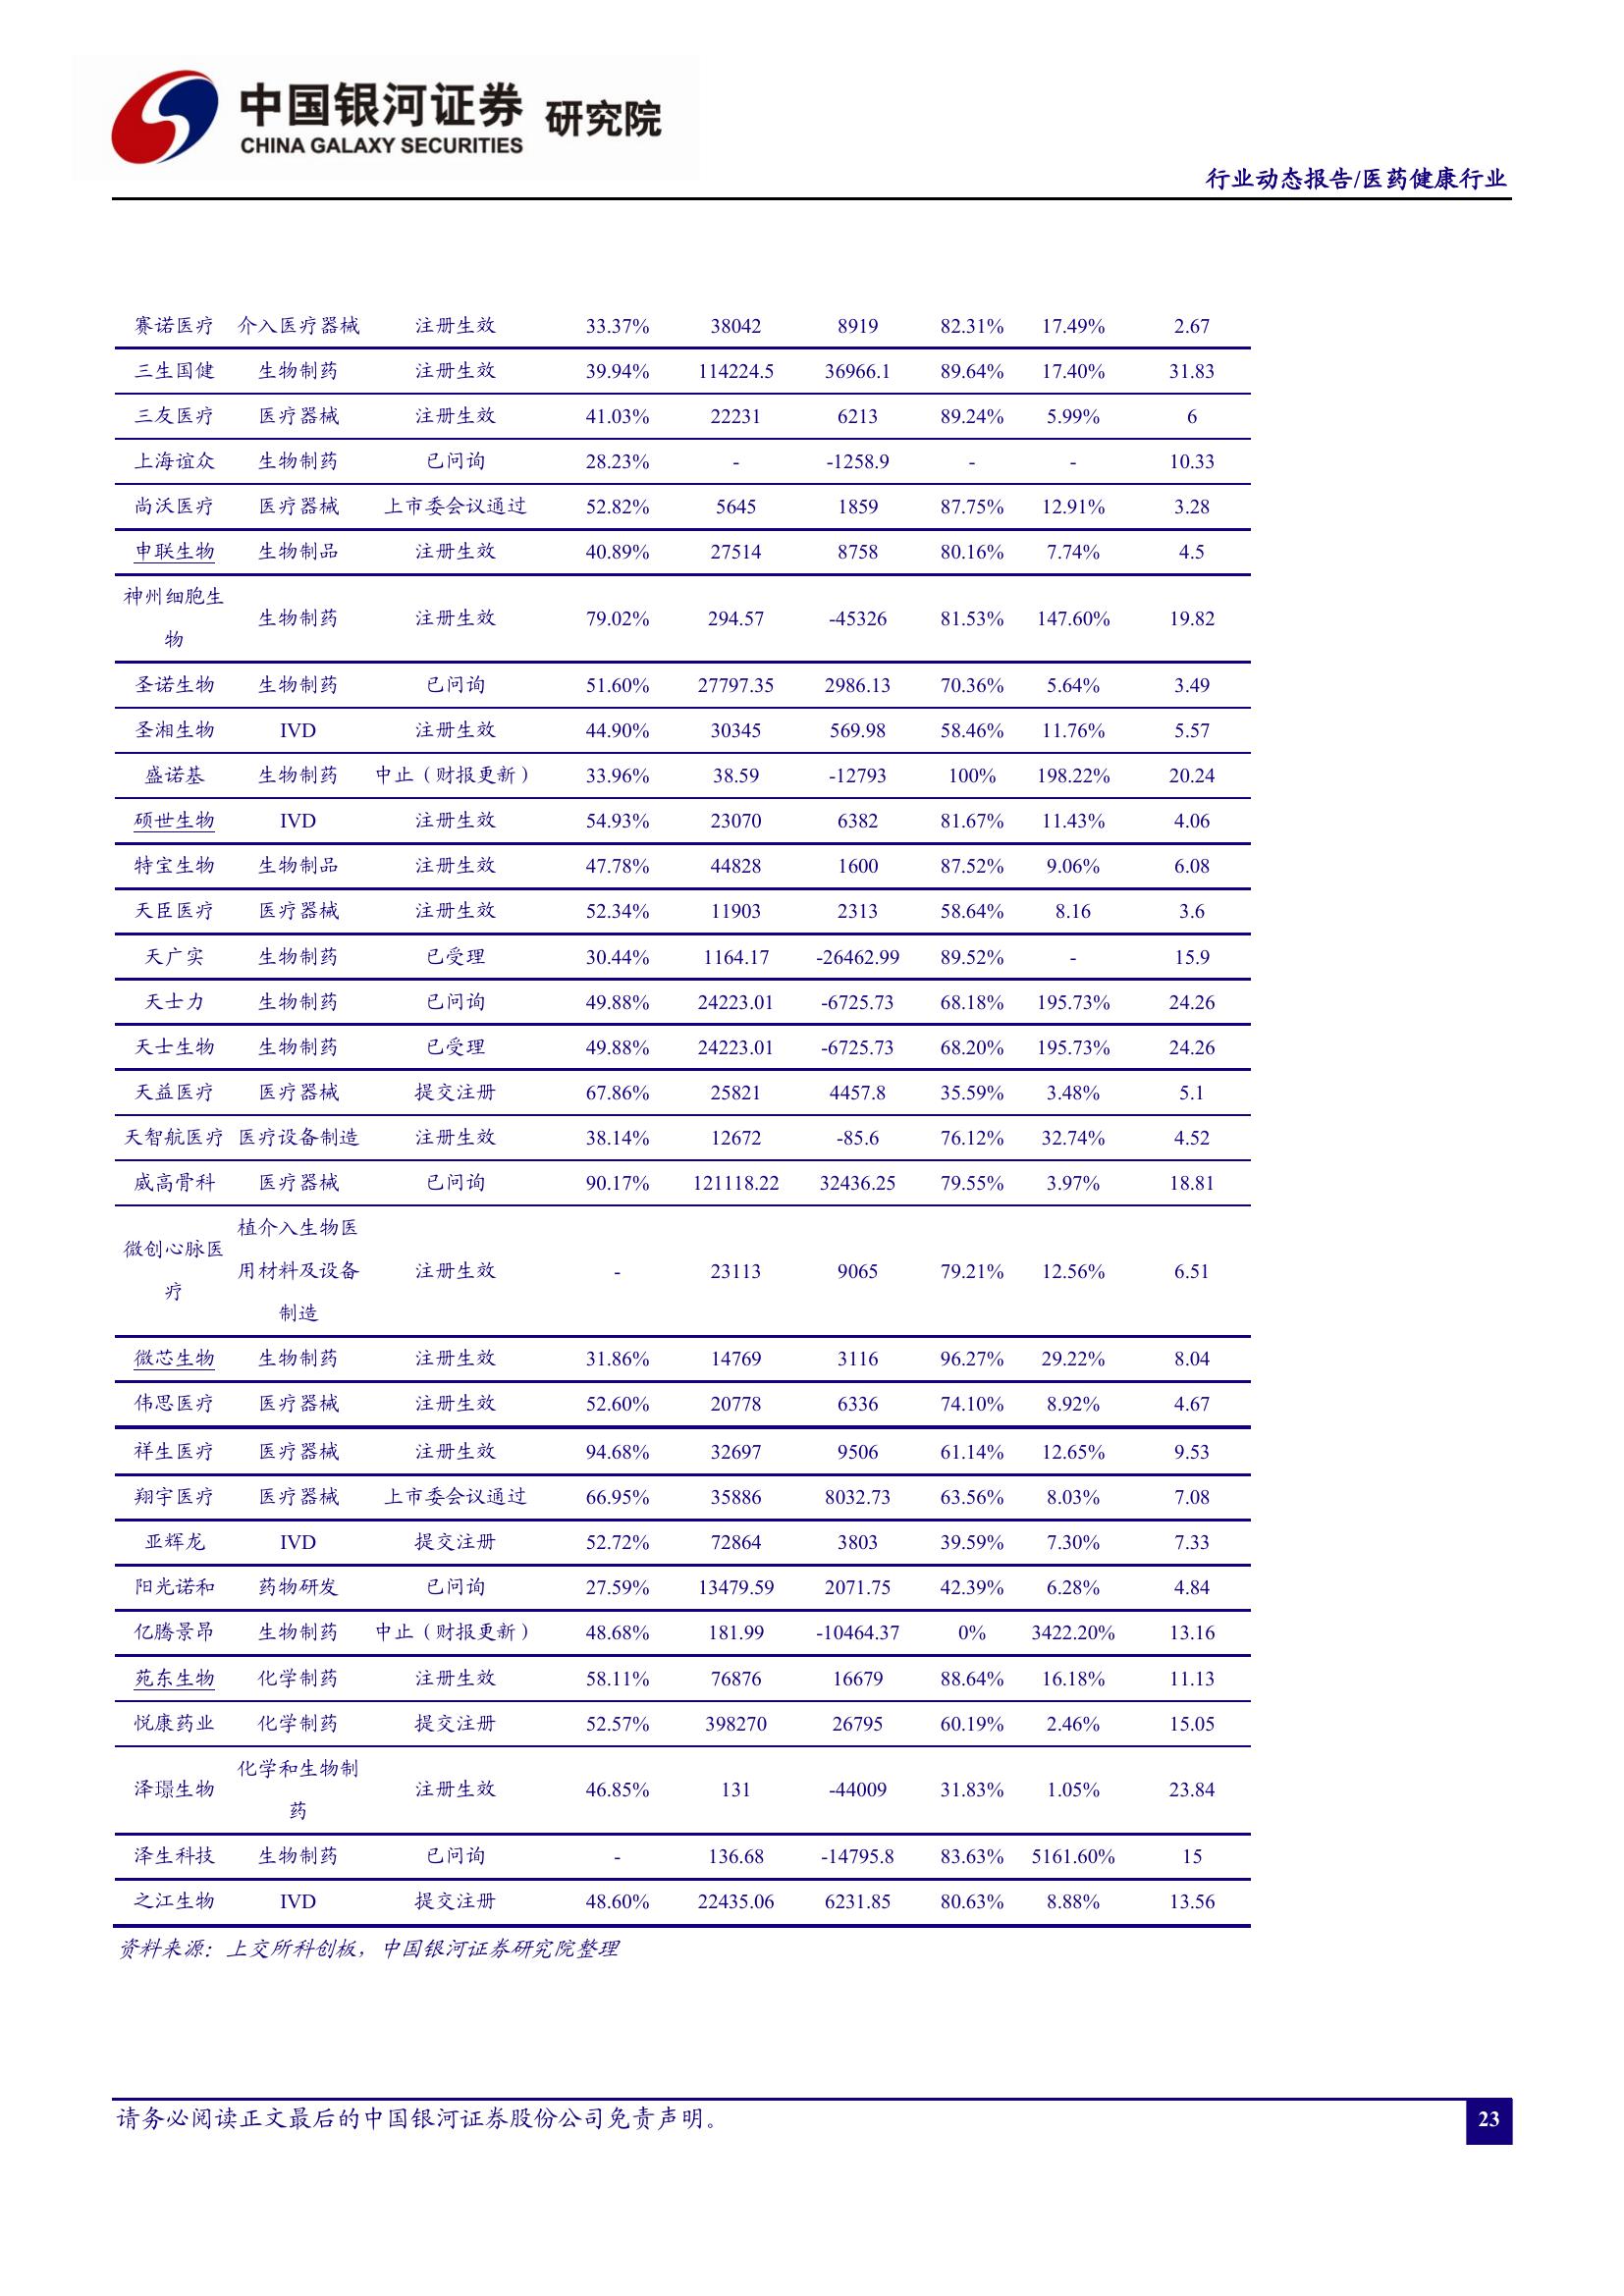 中国银河证券 研究院
CHINA GALAXY SECURITIES
行业动态报告/医药健康行业
赛诺医疗 介入医疗器械 注册生效 33.37% 38042 8919 82.31% 17.49% 2.67
三生国健 生物制药 注册生效 39.94% 114224.5 36966.1 89.64% 17.40% 31.83
三友医疗 医疗器械 注册生效 41.03% 22231 6213 89.24% 5.99% 6
上海谊众 生物制药 已问询 28.23% - -1258.9 - - 10.33
尚沃医疗 医疗器械 上市委会议通过 52.82% 5645 1859 87.75% 12.91% 3.28
申联生物 生物制品 注册生效 40.89% 27514 8758 80.16% 7.74% 4.5
神州细胞生
物 生物制药 注册生效 79.02% 294.57 -45326 81.53% 147.60% 19.82
圣诺生物 生物制药 已问询 51.60% 27797.35 2986.13 70.36% 5.64% 3.49
圣湘生物 IVD 注册生效 44.90% 30345 569.98 58.46% 11.76% 5.57
盛诺基 生物制药 中止（财报更新） 33.96% 38.59 -12793 100% 198.22% 20.24
硕世生物 IVD 注册生效 54.93% 23070 6382 81.67% 11.43% 4.06
特宝生物 生物制品 注册生效 47.78% 44828 1600 87.52% 9.06% 6.08
天臣医疗 医疗器械 注册生效 52.34% 11903 2313 58.64% 8.16 3.6
天广实 生物制药 已受理 30.44% 1164.17 -26462.99 89.52% - 15.9
天士力 生物制药 已问询 49.88% 24223.01 -6725.73 68.18% 195.73% 24.26
天士生物 生物制药 已受理 49.88% 24223.01 -6725.73 68.20% 195.73% 24.26
天益医疗 医疗器械 提交注册 67.86% 25821 4457.8 35.59% 3.48% 5.1
天智航医疗 医疗设备制造 注册生效 38.14% 12672 -85.6 76.12% 32.74% 4.52
威高骨科 医疗器械 已问询 90.17% 121118.22 32436.25 79.55% 3.97% 18.81
微创心脉医
疗
植介入生物医
用材料及设备
制造
注册生效 - 23113 9065 79.21% 12.56% 6.51
微芯生物 生物制药 注册生效 31.86% 14769 3116 96.27% 29.22% 8.04
伟思医疗 医疗器械 注册生效 52.60% 20778 6336 74.10% 8.92% 4.67
祥生医疗 医疗器械 注册生效 94.68% 32697 9506 61.14% 12.65% 9.53
翔宇医疗 医疗器械 上市委会议通过 66.95% 35886 8032.73 63.56% 8.03% 7.08
亚辉龙 IVD 提交注册 52.72% 72864 3803 39.59% 7.30% 7.33
阳光诺和 药物研发 已问询 27.59% 13479.59 2071.75 42.39% 6.28% 4.84
亿腾景昂 生物制药 中止（财报更新） 48.68% 181.99 -10464.37 0% 3422.20% 13.16
苑东生物 化学制药 注册生效 58.11% 76876 16679 88.64% 16.18% 11.13
悦康药业 化学制药 提交注册 52.57% 398270 26795 60.19% 2.46% 15.05
泽璟生物
化学和生物制
药
注册生效 46.85% 131 -44009 31.83% 1.05% 23.84
泽生科技 生物制药 已问询 - 136.68 -14795.8 83.63% 5161.60% 15
之江生物 IVD 提交注册 48.60% 22435.06 6231.85 80.63% 8.88% 13.56
资料来源：上交所科创板，中国银河证券研究院整理
请务必阅读正文最后的中国银河证券股份公司免责声明。
23